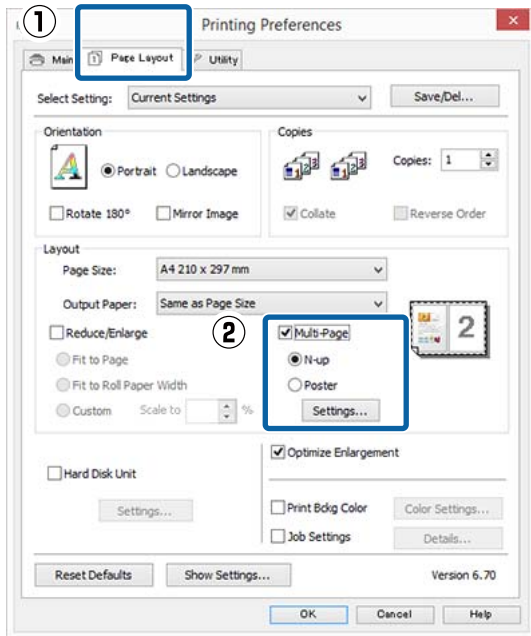 ① Printing Preferences
Main Page Layout Utility
Select Setting: Current Settings Save/Del...
Orientation Copies
Portrait Landscape Copies: 1
Rotate 180° Mirror Image Collate Reverse Order
Layout
Page Size: A4 210 x 297 mm
Output Paper: Same as Page Size
Reduce/Enlarge ② Multi-Page 2
Fit to Page N-up
Fit to Roll Paper Width Poster
Custom Scale to % Settings...
Optimize Enlargement
Hard Disk Unit
Settings... Print Bckg Color Color Settings...
Job Settings Details...
Reset Defaults Show Settings... Version 6.70
OK Cancel Help